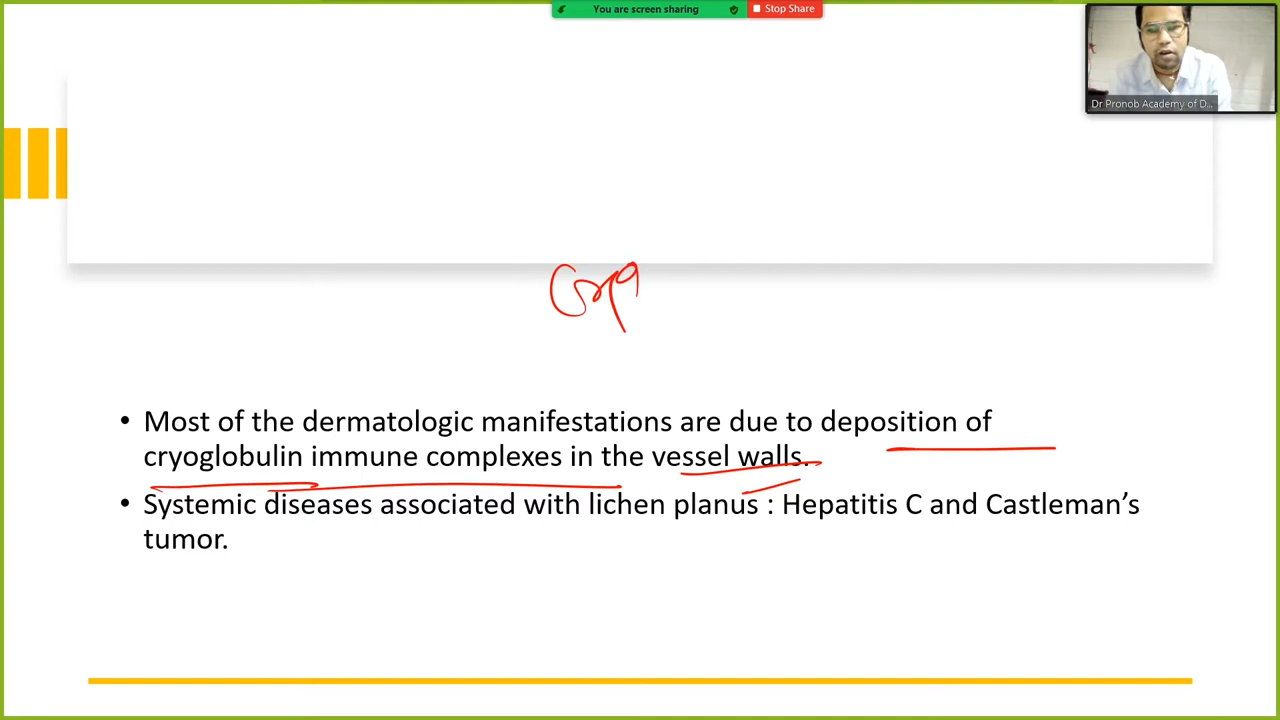 You are screen sharing
Stop Share
Dr Pronob Academy of D...
• Most of the dermatologic manifestations are due to deposition of
cryoglobulin immune complexes in the vessel walls.
• Systemic diseases associated with lichen planus : Hepatitis C and Castleman’s
tumor.